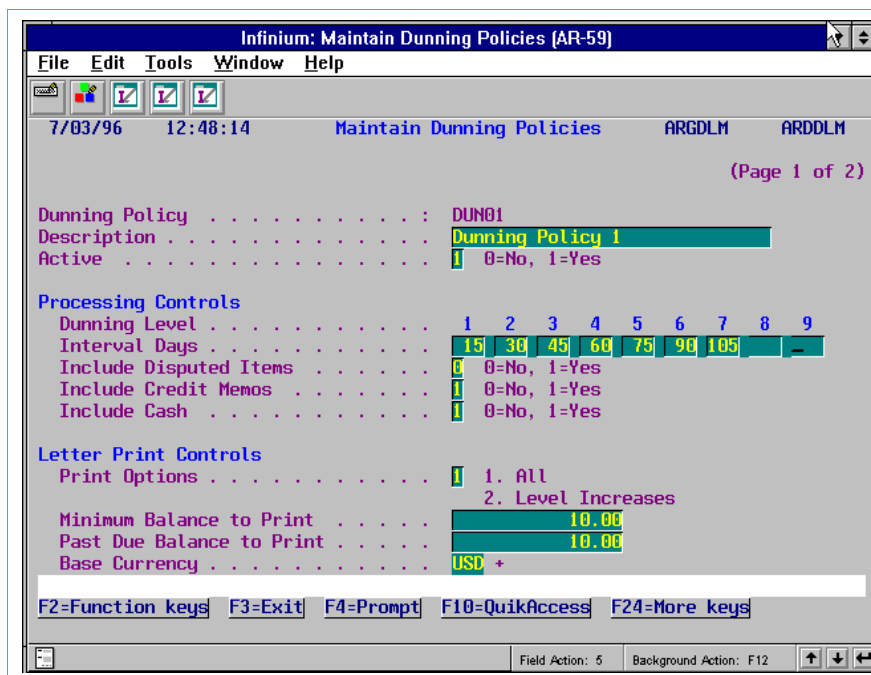 Infinium: Maintain Dunning Policies (AR-59)
File Edit Tools Window Help
7/03/96 12:48:14 Maintain Dunning Policies ARGDLM ARDDLM
(Page 1 of 2)
Dunning Policy . . . . . . . . . . : DUN01
Description . . . . . . . . . . . . . Dunning Policy 1
Active . . . . . . . . . . . . . . . 1 0=No, 1=Yes
Processing Controls
Dunning Level . . . . . . . . . . . 1 2 3 4 5 6 7 8 9
Interval Days . . . . . . . . . . . 15 30 45 60 75 90 105 _
Include Disputed Items . . . . . . 0 0=No, 1=Yes
Include Credit Memos . . . . . . . 1 0=No, 1=Yes
Include Cash . . . . . . . . . . . 1 0=No, 1=Yes
Letter Print Controls
Print Options . . . . . . . . . . . 1 1. All
2. Level Increases
Minimum Balance to Print . . . . . 10.00
Past Due Balance to Print . . . . . 10.00
Base Currency . . . . . . . . . . . USD +
F2=Function keys F3=Exit F4=Prompt F10=QuikAccess F24=More keys
Field Action: 5 Background Action: F12